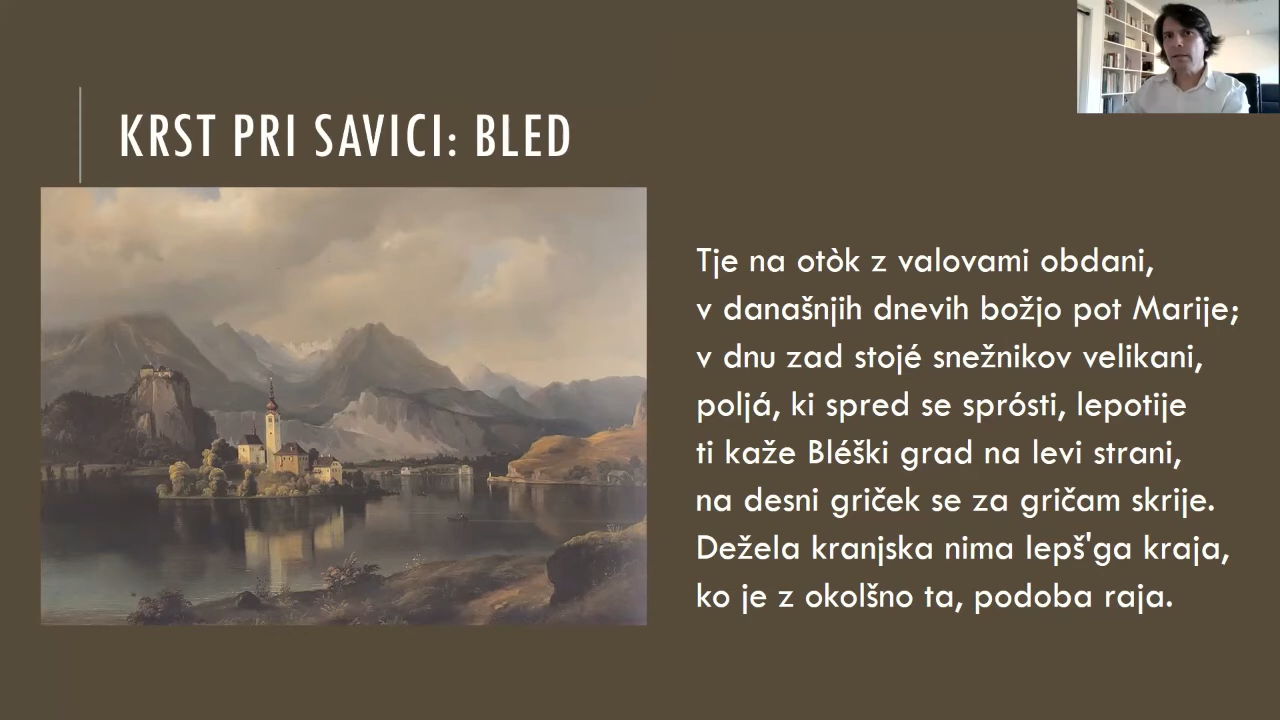 KRST PRI SAVICI: BLED
Tje na otòk z valovami obdani,
v današnjih dnevih božjo pot Marije;
v dnu zad stojé snežnikov velikani,
poljá, ki spred se sprósti, lepotije
ti kaže Bléški grad na levi strani,
na desni griček se za gričam skrije.
Dežela kranjska nima lepš'ga kraja,
ko je z okolšno ta, podoba raja.